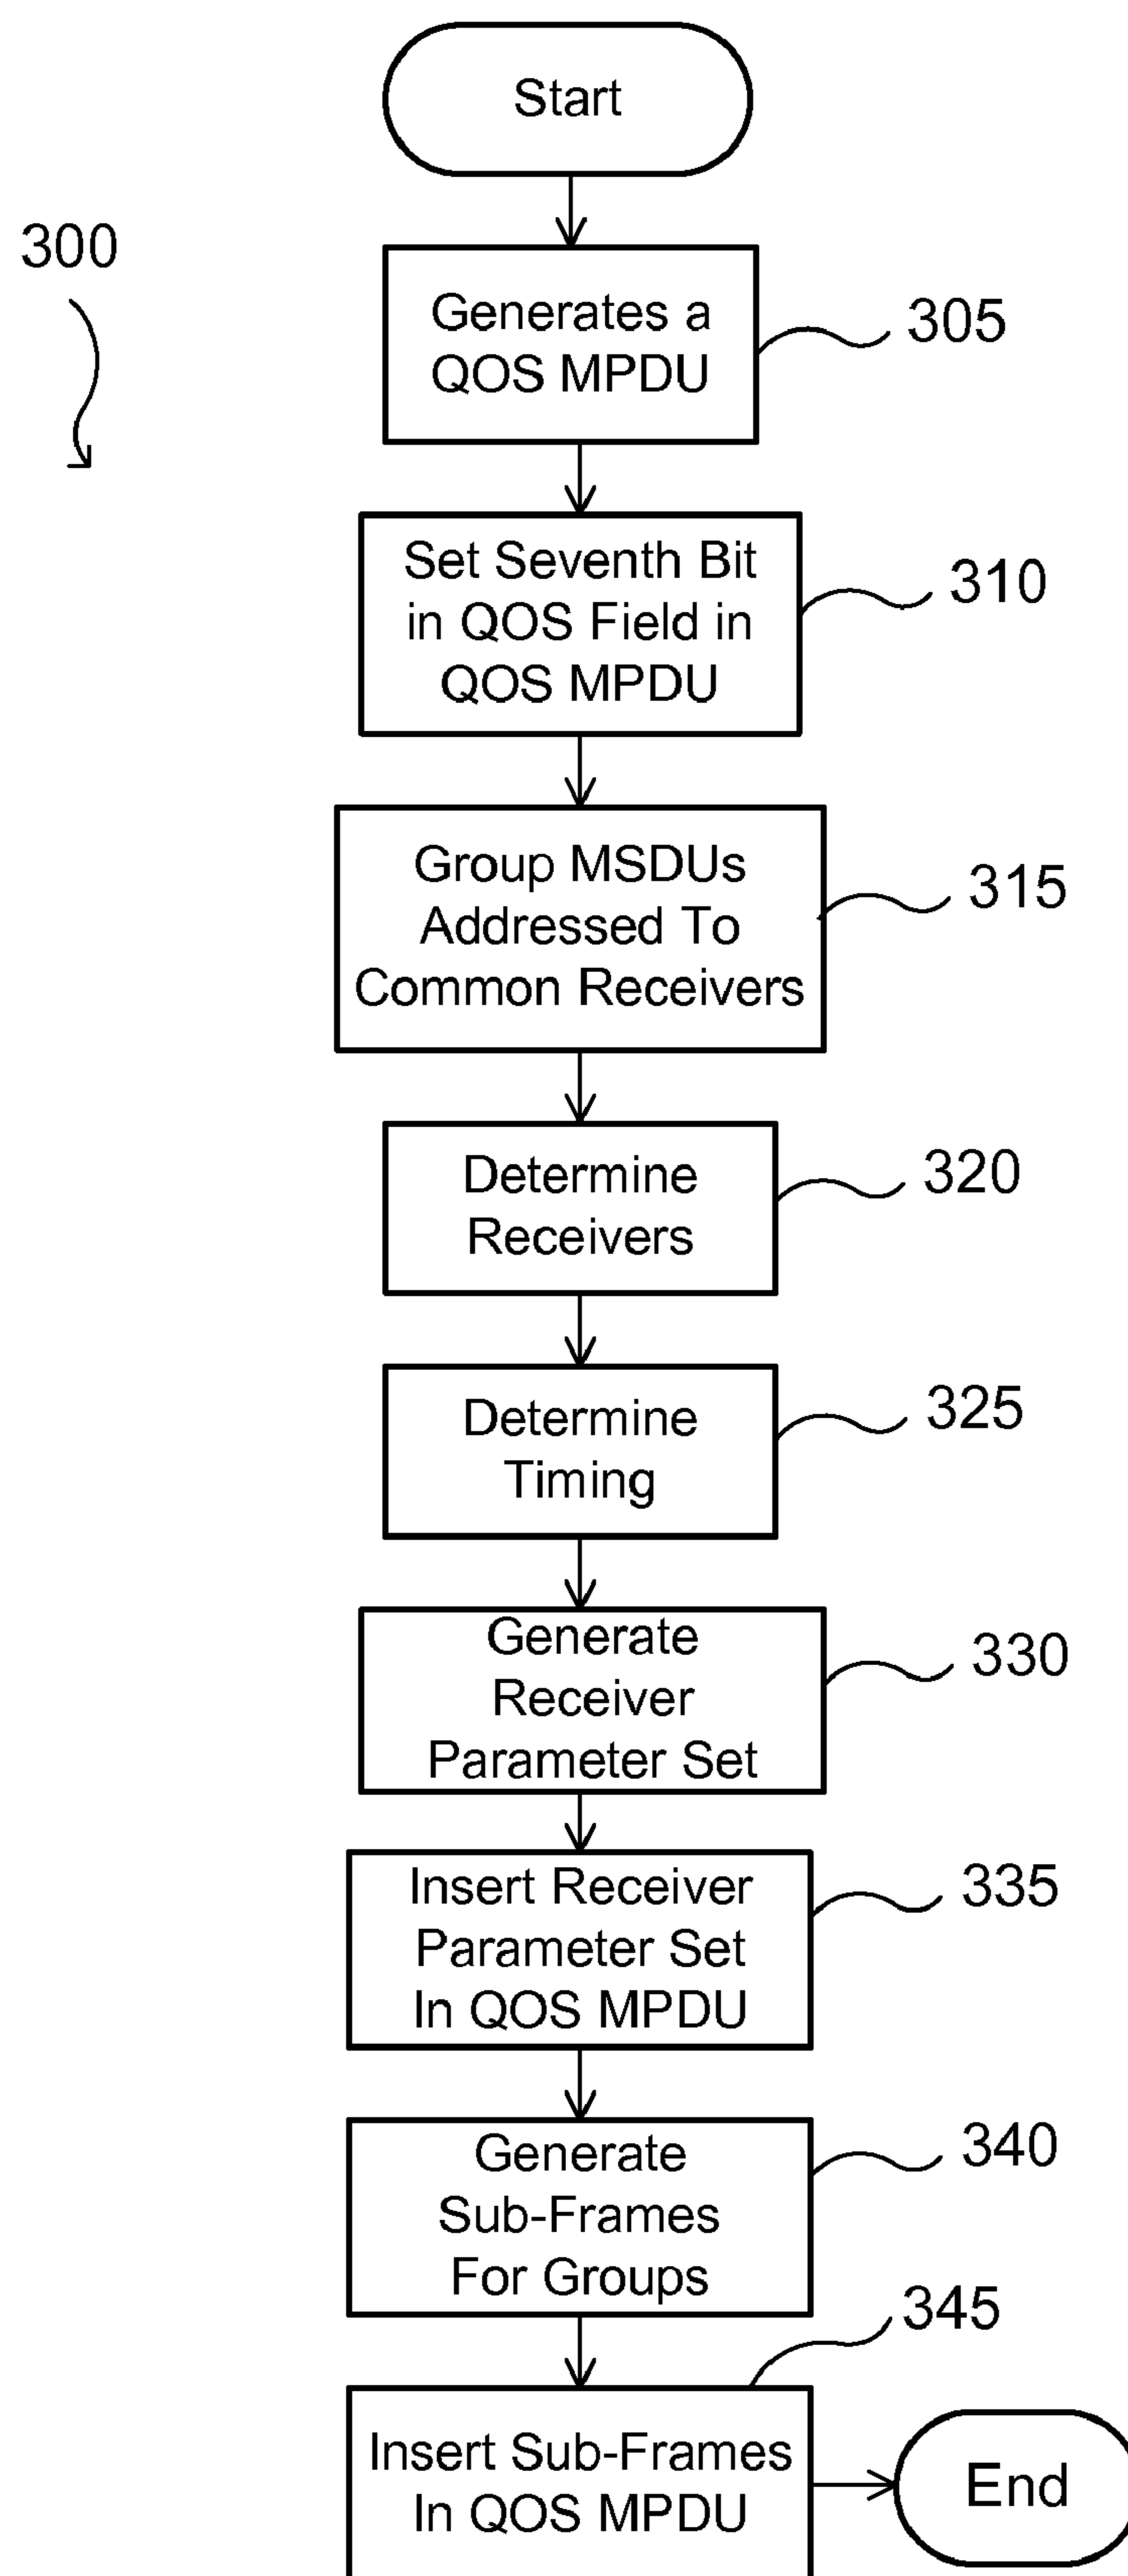 Start
300
Generates a
QOS MPDU
305
Set Seventh Bit
in QOS Field in
QOS MPDU
310
Group MSDUs
Addressed To
Common Receivers
315
Determine
Receivers
320
Determine
Timing
325
Generate
Receiver
Parameter Set
330
Insert Receiver
Parameter Set
In QOS MPDU
335
Generate
Sub-Frames
For Groups
340
345
Insert Sub-Frames
In QOS MPDU
End